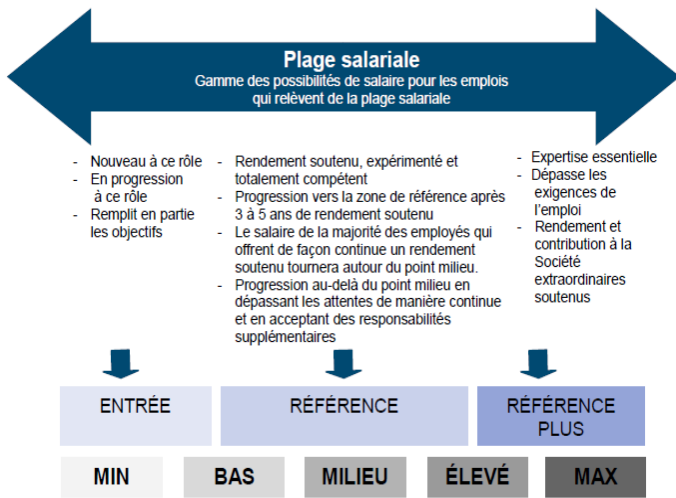 Plage salariale
Gamme des possibilités de salaire pour les emplois
qui relèvent de la plage salariale
- Nouveau à ce rôle
- En progression
à ce rôle
- Remplit en partie
les objectifs
- Rendement soutenu, expérimenté et
totalement compétent
- Progression vers la zone de référence après
3 à 5 ans de rendement soutenu
- Le salaire de la majorité des employés qui
offrent de façon continue un rendement
soutenu tournera autour du point milieu.
- Progression au-delà du point milieu en
dépassant les attentes de manière continue
et en acceptant des responsabilités
supplémentaires
- Expertise essentielle
- Dépasse les
exigences de
l'emploi
- Rendement et
contribution à la
Société
extraordinaires
soutenus
ENTRÉE
RÉFÉRENCE
RÉFÉRENCE
PLUS
MIN
BAS
MILIEU
ÉLEVÉ
MAX